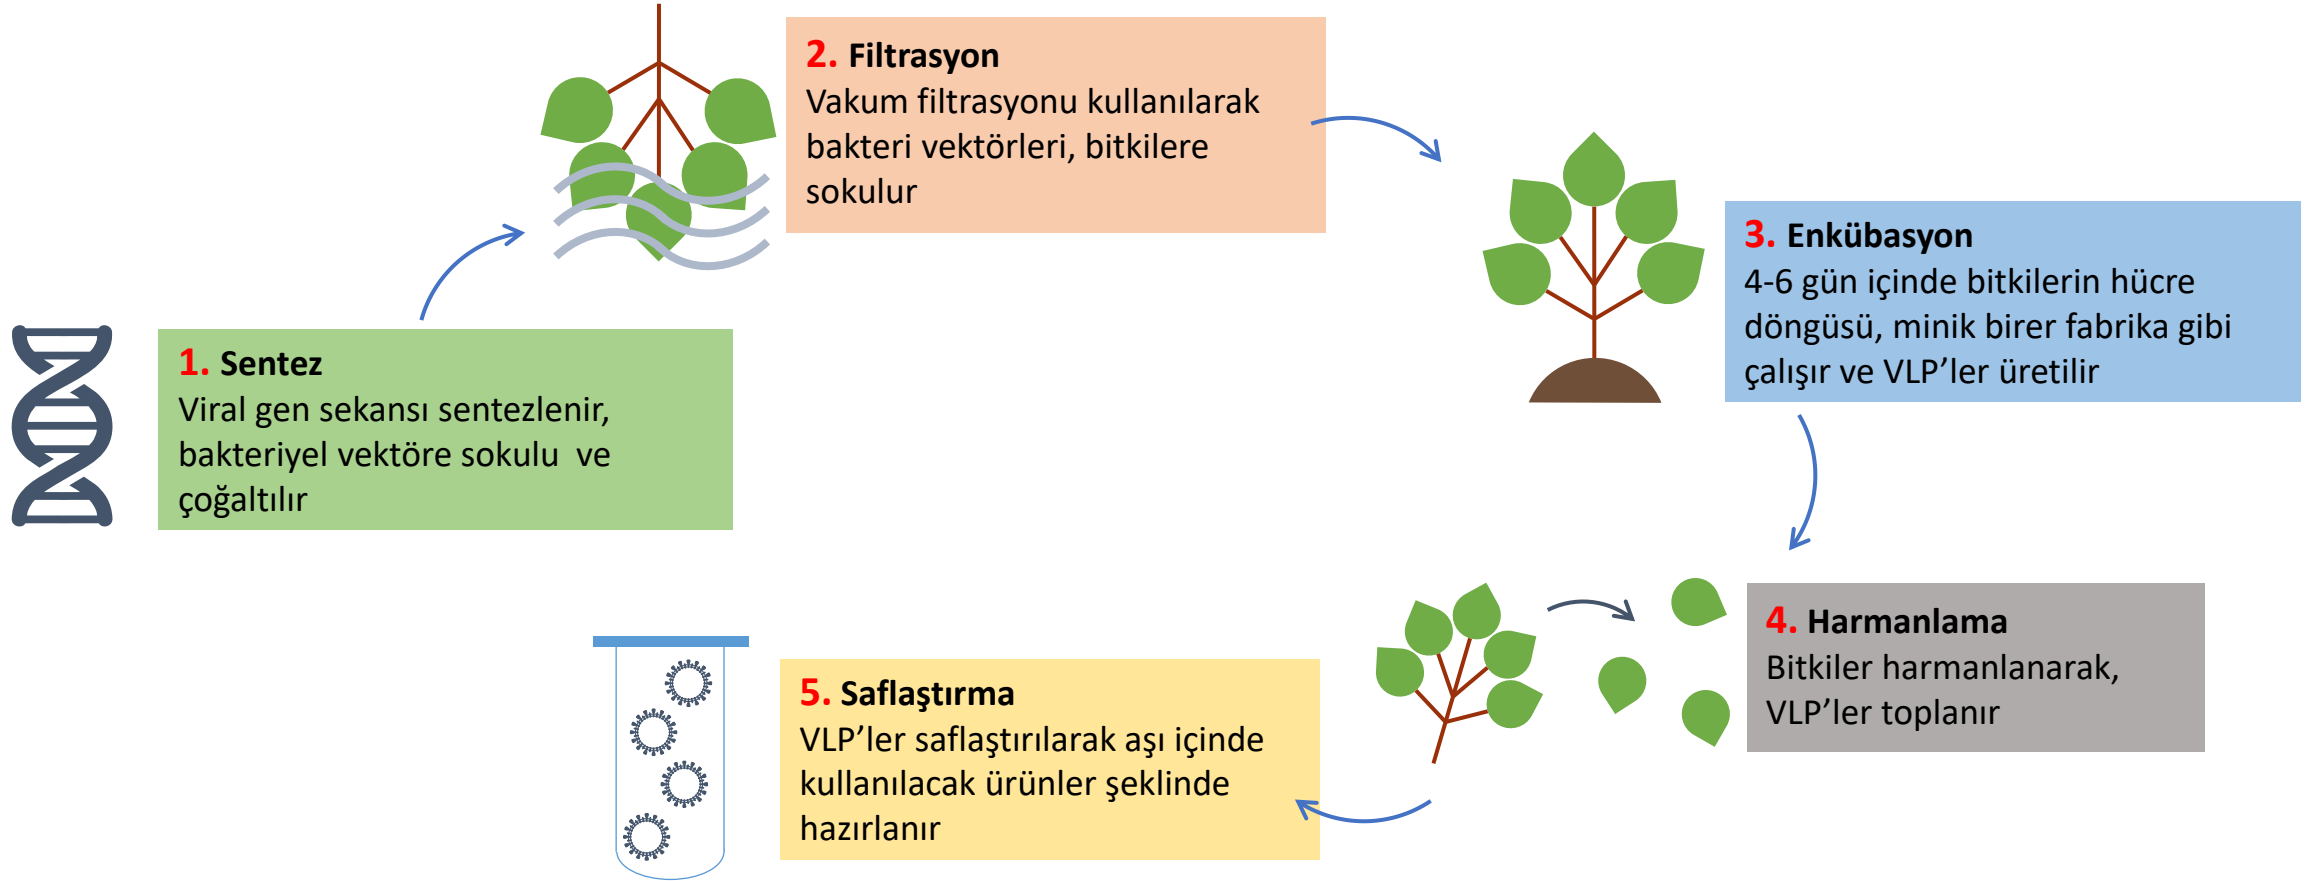 1. Sentez
Viral gen sekansı sentezlenir,
bakteriyel vektöre sokulu  ve
çoğaltılır
2. Filtrasyon
Vakum filtrasyonu kullanılarak
bakteri vektörleri, bitkilere
sokulur
3. Enkübasyon
4-6 gün içinde bitkilerin hücre
döngüsü, minik birer fabrika gibi
çalışır ve VLP’ler üretilir
4. Harmanlama
Bitkiler harmanlanarak,
VLP’ler toplanır
5. Saflaştırma
VLP’ler saflaştırılarak aşı içinde
kullanılacak ürünler şeklinde
hazırlanır